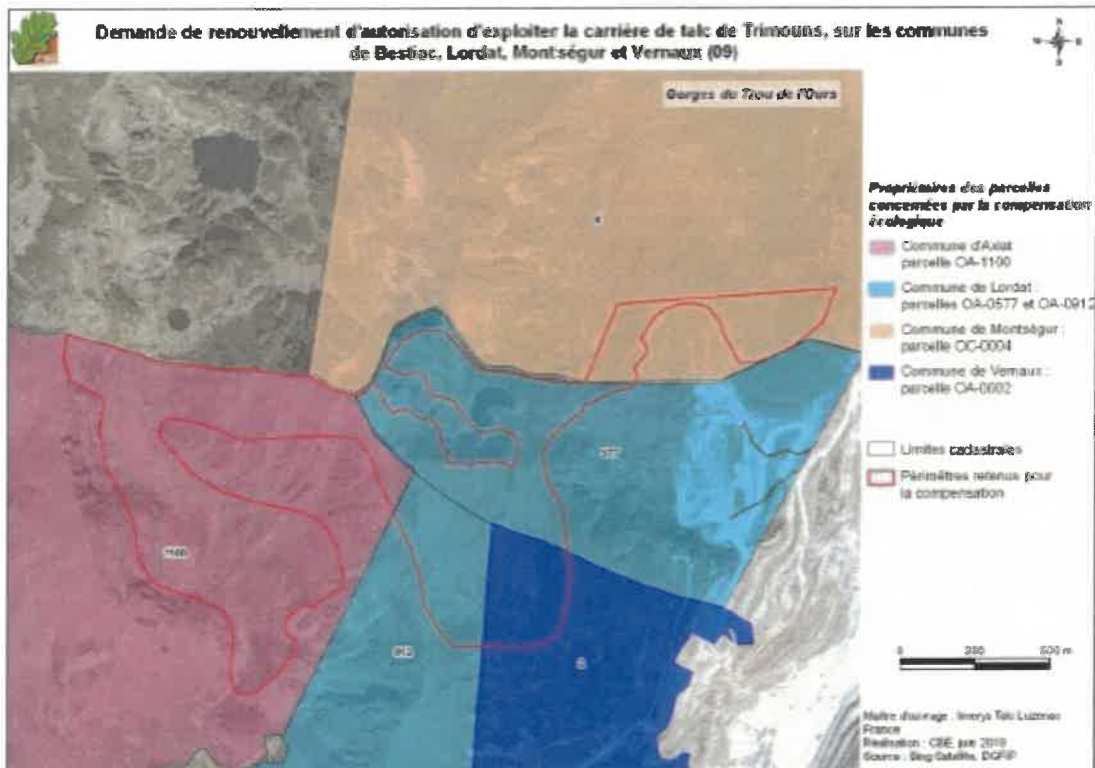 Demande de renouvellement d'autorisation d'exploiter la carrière de talc de Trimouns, sur les communes
de Bestiac, Lordat, Montségur et Vernaux (09)
N
Gorges du Trou de l'Ours
Propriétaires des parcelles
concernées par la compensation
écologique
Commune d'Axiat
parcelle OA-1100
Commune de Lordat :
parcelles OA-0577 et OA-0912
Commune de Montségur :
parcelle OC-0004
Commune de Vernaux :
parcelle OA-0002
Limites cadastrales
Périmètres retenus pour
la compensation
4
577
1100
912
2
0 250 500 m
Maître d'ouvrage : Imerys Talc Luzenac
France
Réalisation : CBE, juin
Source : Bing Satellite, DGFiP